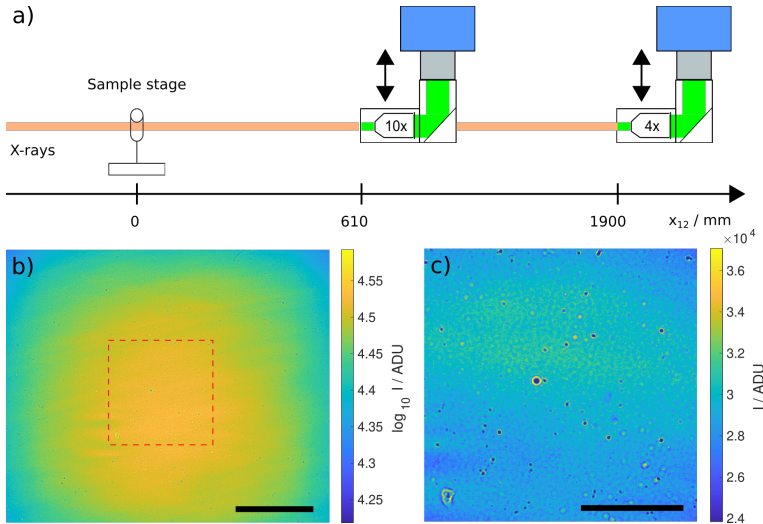 a)
Sample stage
10x
4x
X-rays
0
610
1900
x12 / mm
b)
4.55
4.5
4.45
4.4
4.35
4.3
4.25
log10 I / ADU
c)
×10^4
3.6
3.4
3.2
3
2.8
2.6
2.4
I / ADU